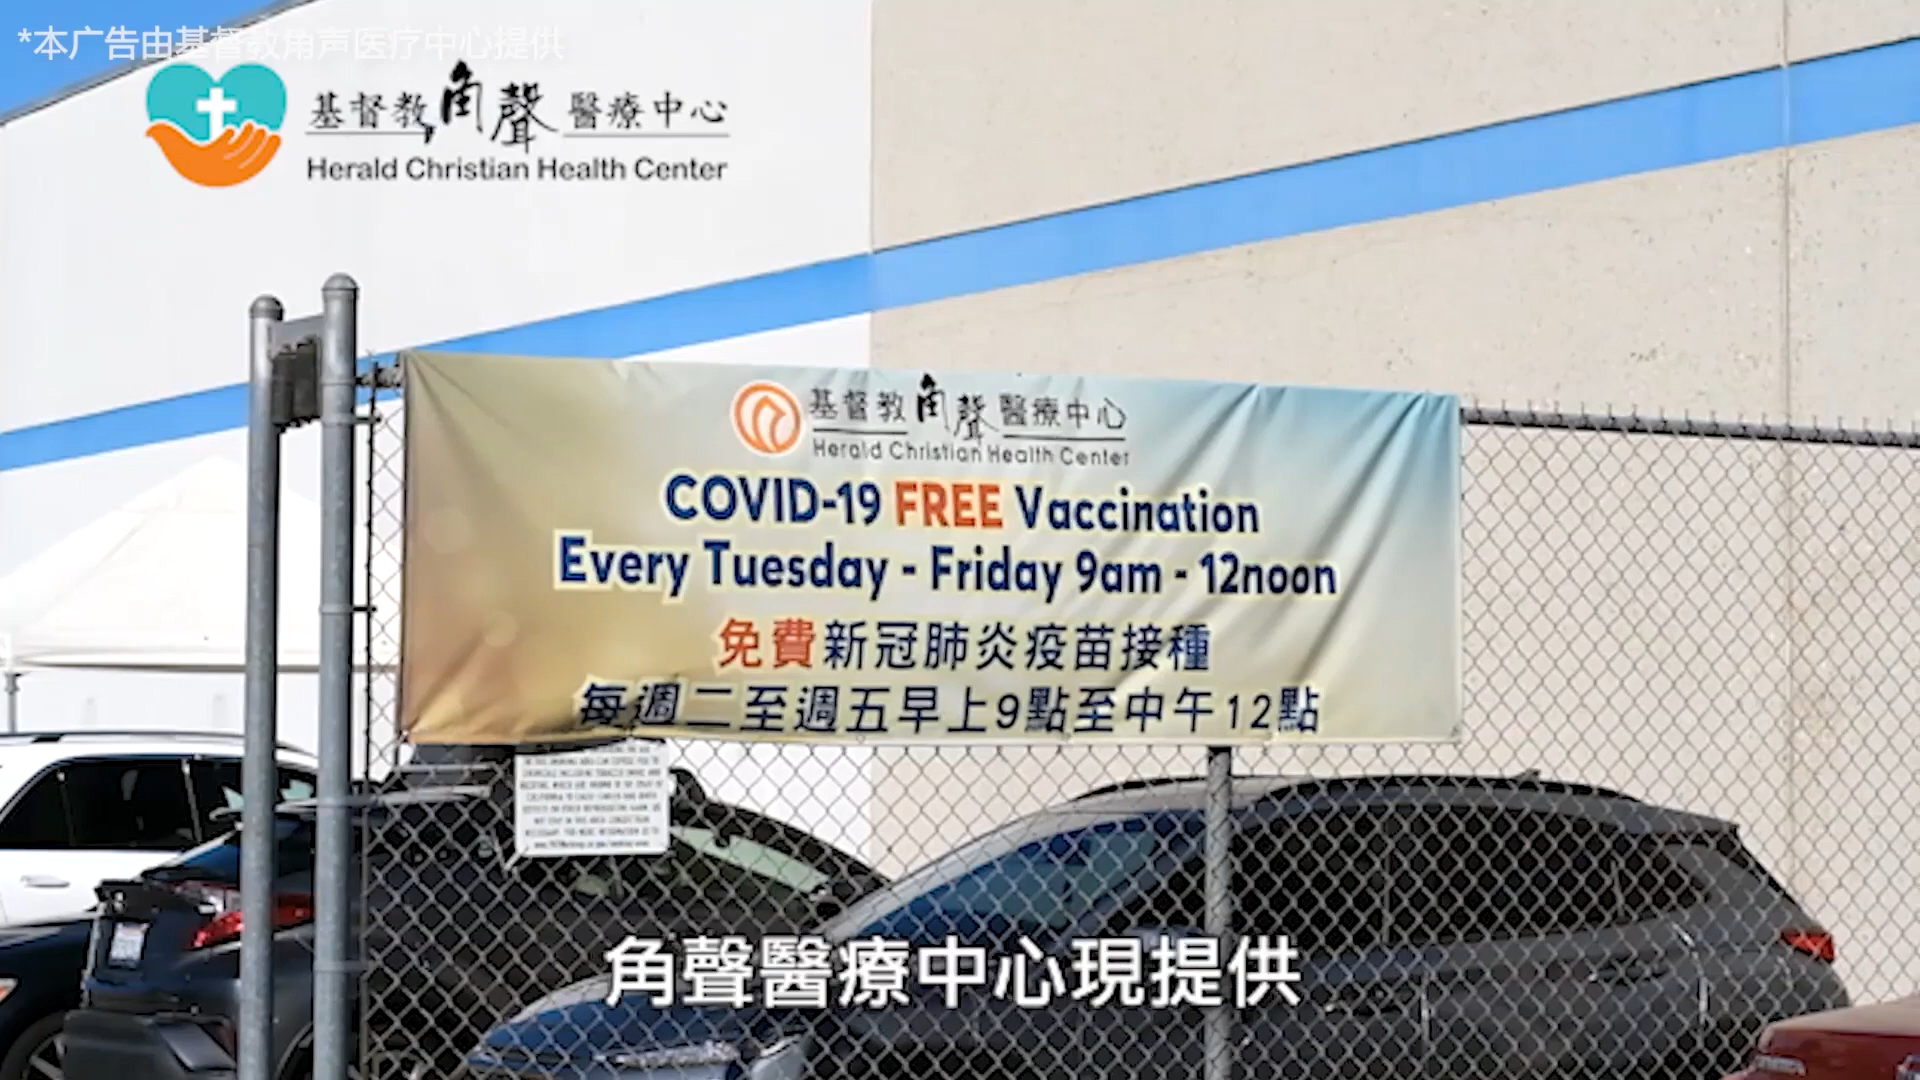 *本广告由基督教角声医疗中心提供
基督教角聲醫療中心
Herald Christian Health Center
基督教角聲醫療中心
Herald Christian Health Center
COVID-19 FREE Vaccination
Every Tuesday - Friday 9am - 12noon
免費新冠肺炎疫苗接種
每週二至週五早上9點至中午12點
角聲醫療中心現提供